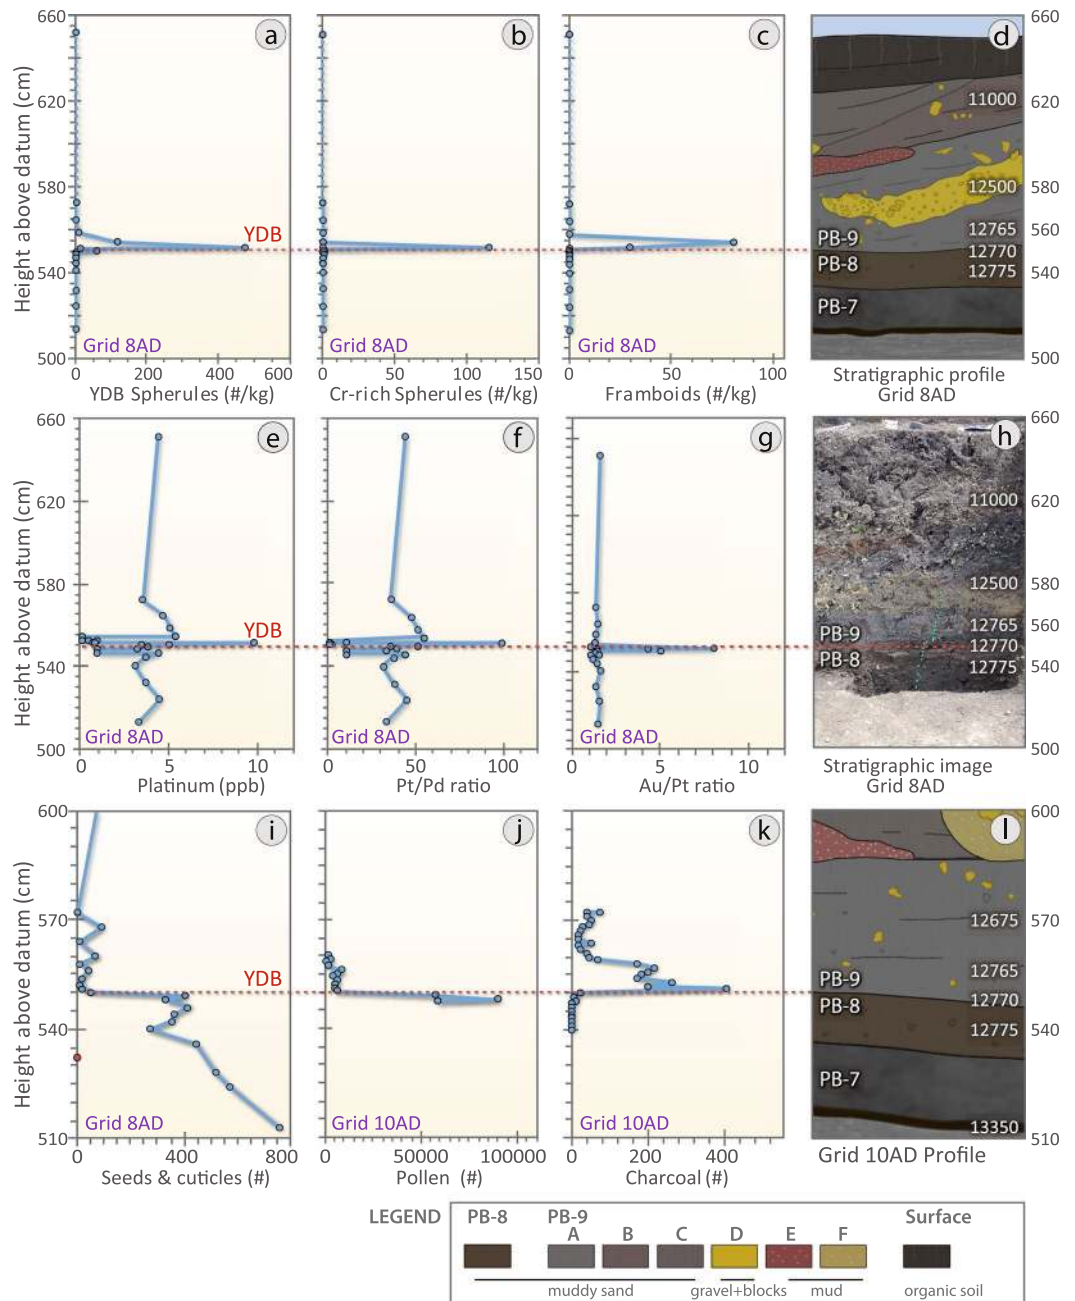 660
620
580
540
500
Height above datum (cm)
a
YDB
Grid 8AD
0 200 400 600
YDB Spherules (#/kg)
b
Grid 8AD
0 50 100 150
Cr-rich Spherules (#/kg)
c
Grid 8AD
0 50 100
Framboids (#/kg)
d
11000
12500
12765
PB-9
12770
PB-8
12775
PB-7
660
620
580
560
540
500
Stratigraphic profile
Grid 8AD
660
620
580
540
500
Height above datum (cm)
e
YDB
Grid 8AD
0 5 10
Platinum (ppb)
f
Grid 8AD
0 50 100
Pt/Pd ratio
g
Grid 8AD
0 5 10
Au/Pt ratio
h
11000
12500
12765
PB-9
12770
PB-8
12775
660
620
580
560
540
500
Stratigraphic image
Grid 8AD
600
570
540
510
Height above datum (cm)
i
YDB
Grid 8AD
0 400 800
Seeds & cuticles (#)
j
Grid 10AD
0 50000 100000
Pollen (#)
k
Grid 10AD
0 200 400
Charcoal (#)
l
12675
12765
PB-9
12770
PB-8
12775
PB-7
13350
600
570
540
510
Grid 10AD Profile
LEGEND
PB-8 PB-9 Surface
A B C D E F
muddy sand gravel+blocks mud organic soil